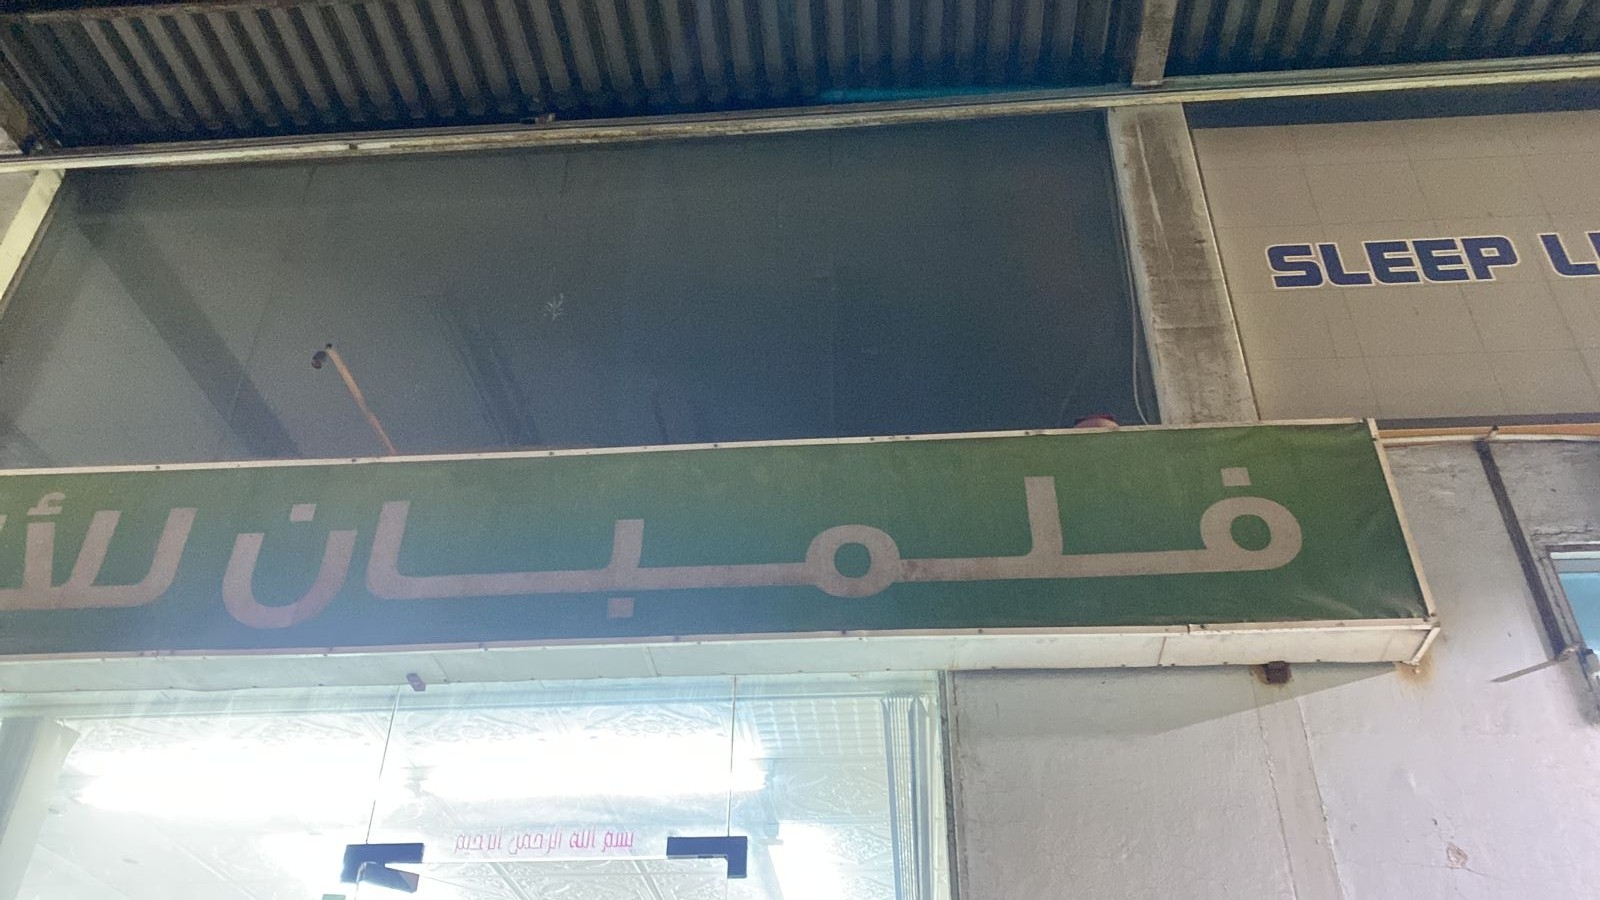 SLEEP
فلمبان
بسم الله الرحمن الرحيم